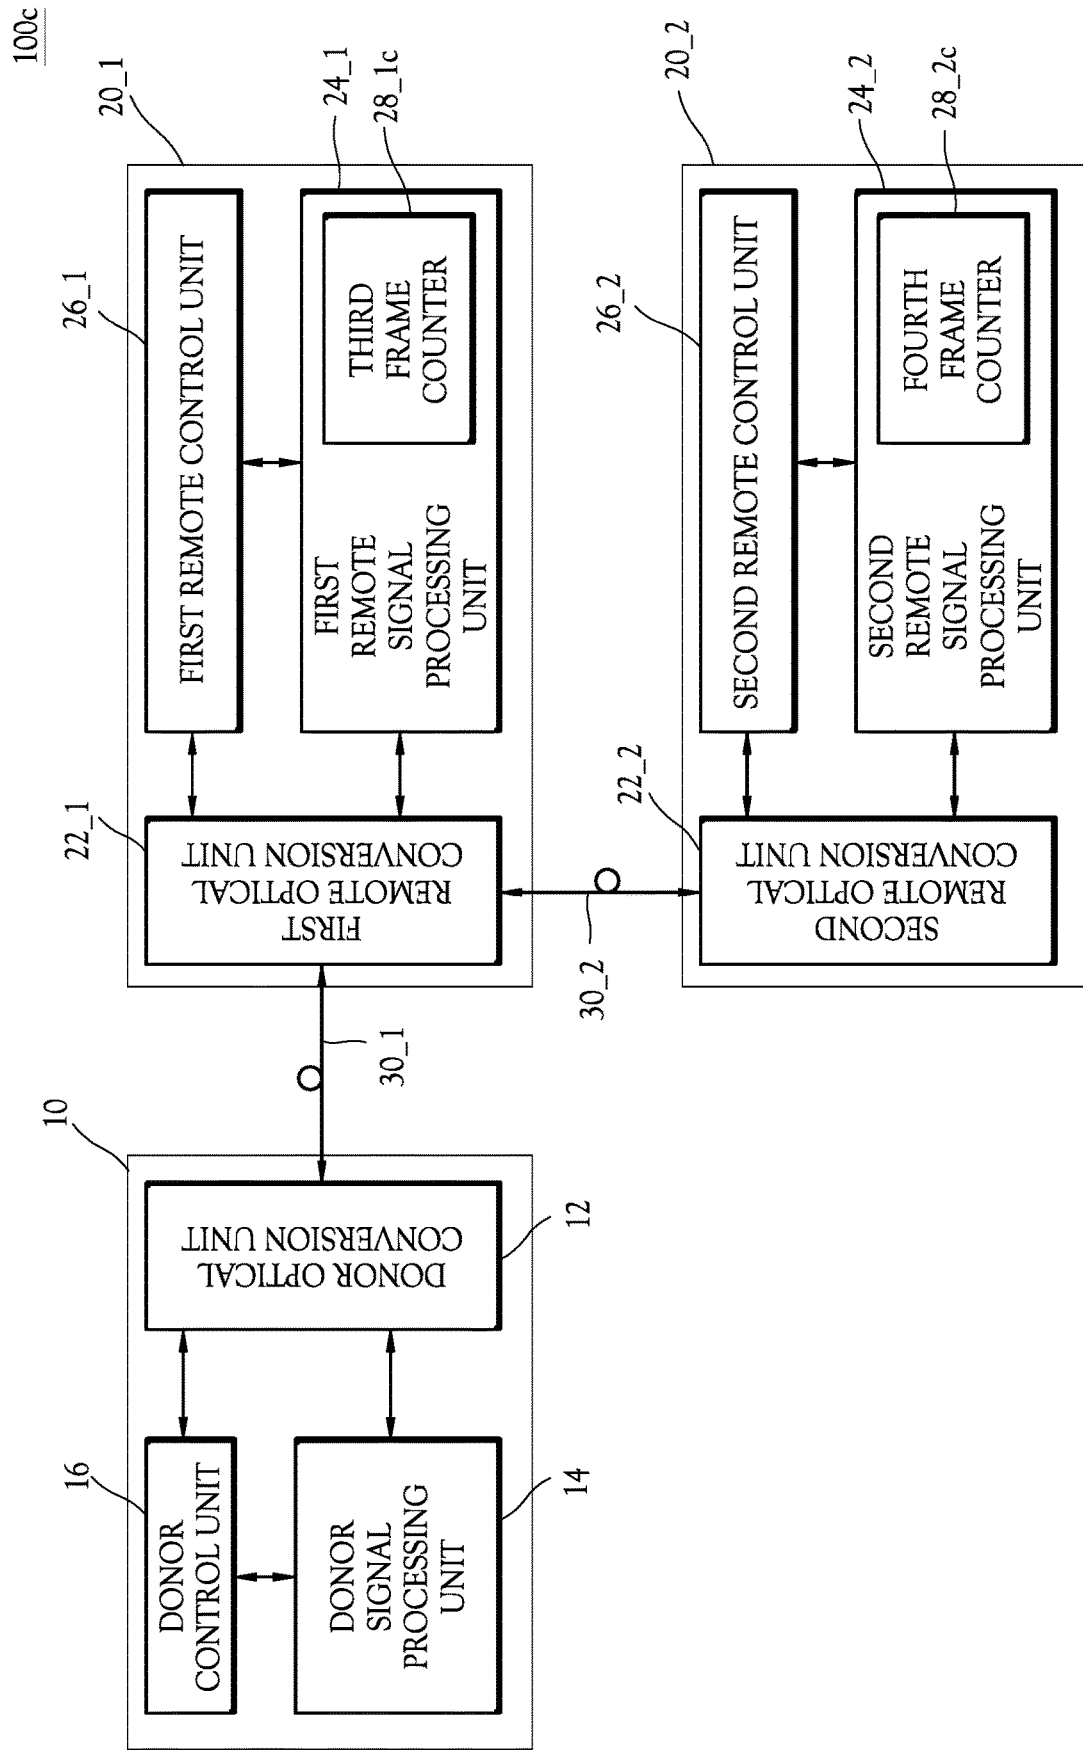 100c
10
16
DONOR
CONTROL UNIT
DONOR
SIGNAL
PROCESSING
UNIT
14
DONOR OPTICAL
CONVERSION UNIT
12
30_1
20_1
22_1
FIRST
REMOTE OPTICAL
CONVERSION UNIT
26_1
FIRST REMOTE CONTROL UNIT
FIRST
REMOTE
SIGNAL
PROCESSING
UNIT
24_1
THIRD
FRAME
COUNTER
28_1c
30_2
20_2
22_2
SECOND
REMOTE OPTICAL
CONVERSION UNIT
26_2
SECOND REMOTE CONTROL UNIT
SECOND
REMOTE
SIGNAL
PROCESSING
UNIT
24_2
FOURTH
FRAME
COUNTER
28_2c